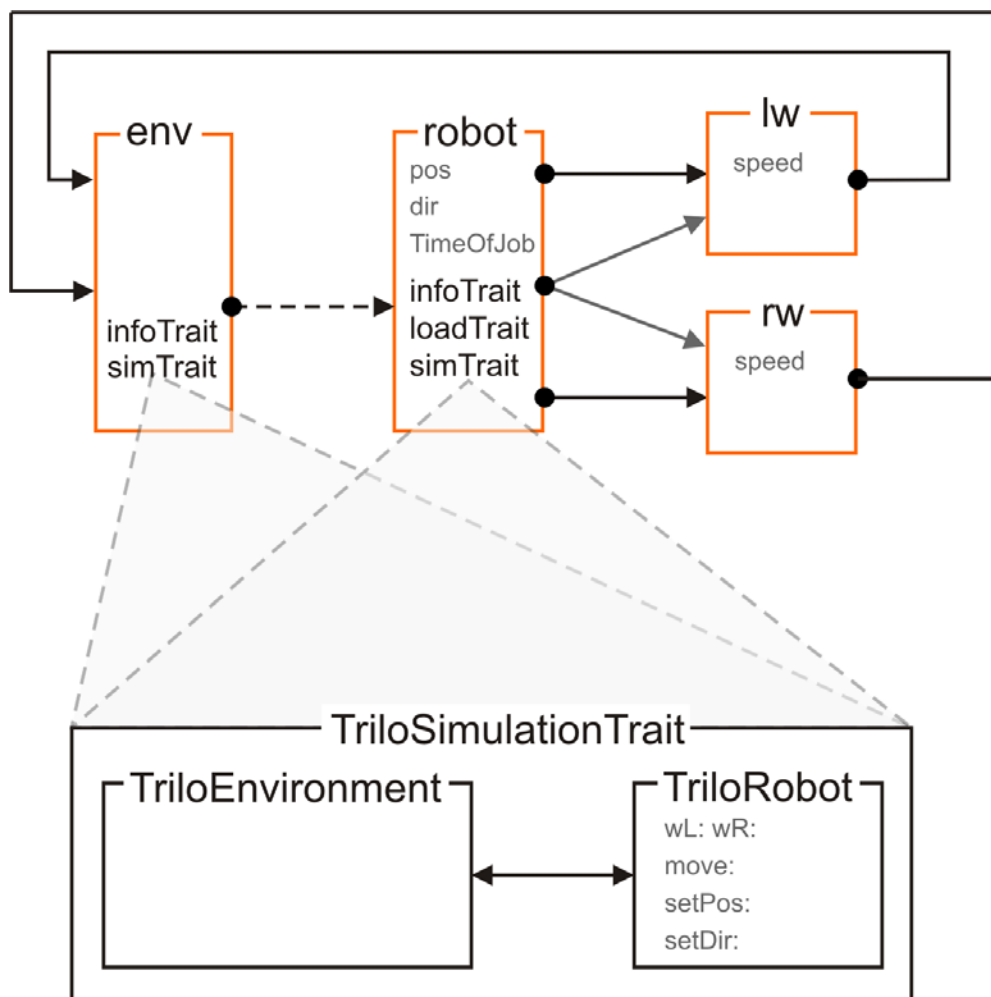 env
infoTrait
simTrait
robot
pos
dir
TimeOfJob
infoTrait
loadTrait
simTrait
lw
speed
rw
speed
TriloSimulationTrait
TriloEnvironment
TriloRobot
wL: wR:
move:
setPos:
setDir: